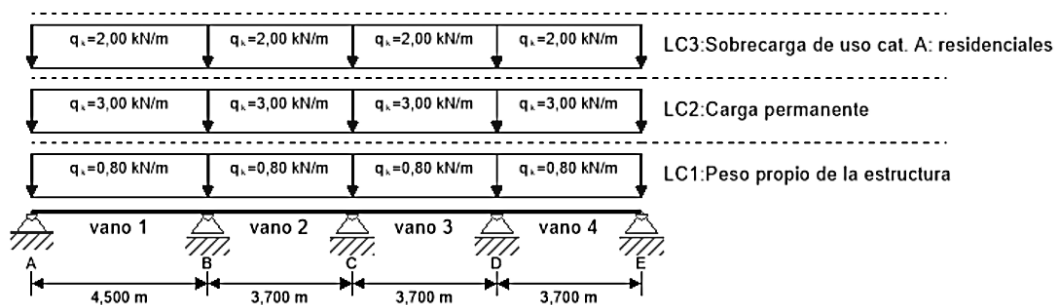 qₖ=2,00 kN/m qₖ=2,00 kN/m qₖ=2,00 kN/m qₖ=2,00 kN/m LC3:Sobrecarga de uso cat. A: residenciales
qₖ=3,00 kN/m qₖ=3,00 kN/m qₖ=3,00 kN/m qₖ=3,00 kN/m LC2:Carga permanente
qₖ=0,80 kN/m qₖ=0,80 kN/m qₖ=0,80 kN/m qₖ=0,80 kN/m LC1:Peso propio de la estructura
vano 1 vano 2 vano 3 vano 4
A B C D E
4,500 m 3,700 m 3,700 m 3,700 m